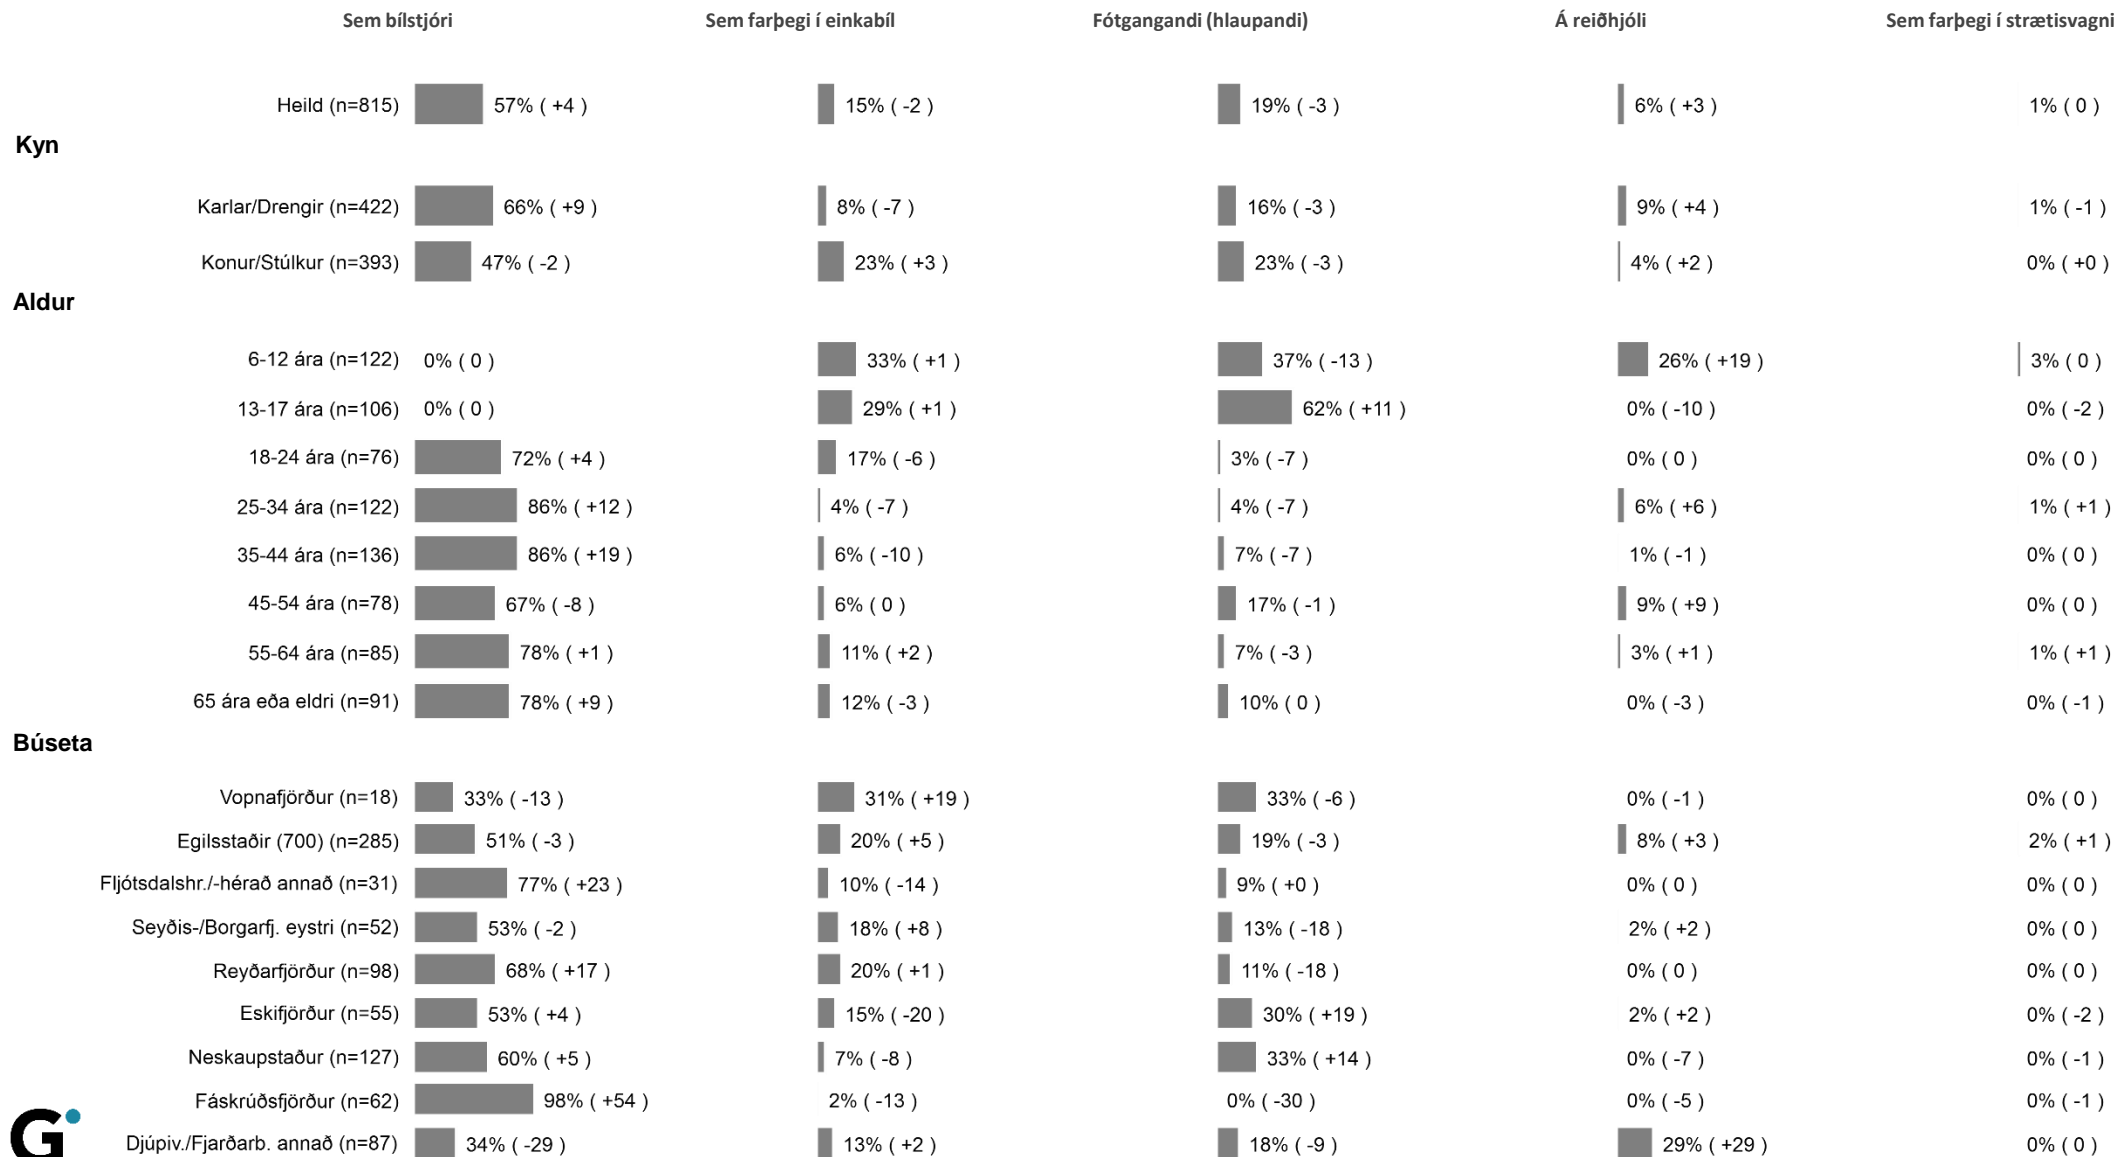 Sem bílstjóri Sem farþegi í einkabíl Fótgangandi (hlaupandi) Á reiðhjóli Sem farþegi í strætisvagni
Heild (n=815) 57% ( +4 ) 15% ( -2 ) 19% ( -3 ) 6% ( +3 ) 1% ( 0 )
Kyn
Karlar/Drengir (n=422) 66% ( +9 ) 8% ( -7 ) 16% ( -3 ) 9% ( +4 ) 1% ( -1 )
Konur/Stúlkur (n=393) 47% ( -2 ) 23% ( +3 ) 23% ( -3 ) 4% ( +2 ) 0% ( +0 )
Aldur
6-12 ára (n=122) 0% ( 0 ) 33% ( +1 ) 37% ( -13 ) 26% ( +19 ) 3% ( 0 )
13-17 ára (n=106) 0% ( 0 ) 29% ( +1 ) 62% ( +11 ) 0% ( -10 ) 0% ( -2 )
18-24 ára (n=76) 72% ( +4 ) 17% ( -6 ) 3% ( -7 ) 0% ( 0 ) 0% ( 0 )
25-34 ára (n=122) 86% ( +12 ) 4% ( -7 ) 4% ( -7 ) 6% ( +6 ) 1% ( +1 )
35-44 ára (n=136) 86% ( +19 ) 6% ( -10 ) 7% ( -7 ) 1% ( -1 ) 0% ( 0 )
45-54 ára (n=78) 67% ( -8 ) 6% ( 0 ) 17% ( -1 ) 9% ( +9 ) 0% ( 0 )
55-64 ára (n=85) 78% ( +1 ) 11% ( +2 ) 7% ( -3 ) 3% ( +1 ) 1% ( +1 )
65 ára eða eldri (n=91) 78% ( +9 ) 12% ( -3 ) 10% ( 0 ) 0% ( -3 ) 0% ( -1 )
Búseta
Vopnafjörður (n=18) 33% ( -13 ) 31% ( +19 ) 33% ( -6 ) 0% ( -1 ) 0% ( 0 )
Egilsstaðir (700) (n=285) 51% ( -3 ) 20% ( +5 ) 19% ( -3 ) 8% ( +3 ) 2% ( +1 )
Fljótsdalshr./-hérað annað (n=31) 77% ( +23 ) 10% ( -14 ) 9% ( +0 ) 0% ( 0 ) 0% ( 0 )
Seyðis-/Borgarfj. eystri (n=52) 53% ( -2 ) 18% ( +8 ) 13% ( -18 ) 2% ( +2 ) 0% ( 0 )
Reyðarfjörður (n=98) 68% ( +17 ) 20% ( +1 ) 11% ( -18 ) 0% ( 0 ) 0% ( 0 )
Eskifjörður (n=55) 53% ( +4 ) 15% ( -20 ) 30% ( +19 ) 2% ( +2 ) 0% ( -2 )
Neskaupstaður (n=127) 60% ( +5 ) 7% ( -8 ) 33% ( +14 ) 0% ( -7 ) 0% ( -1 )
Fáskrúðsfjörður (n=62) 98% ( +54 ) 2% ( -13 ) 0% ( -30 ) 0% ( -5 ) 0% ( -1 )
G Djúpiv./Fjarðarb. annað (n=87) 34% ( -29 ) 13% ( +2 ) 18% ( -9 ) 29% ( +29 ) 0% ( 0 )